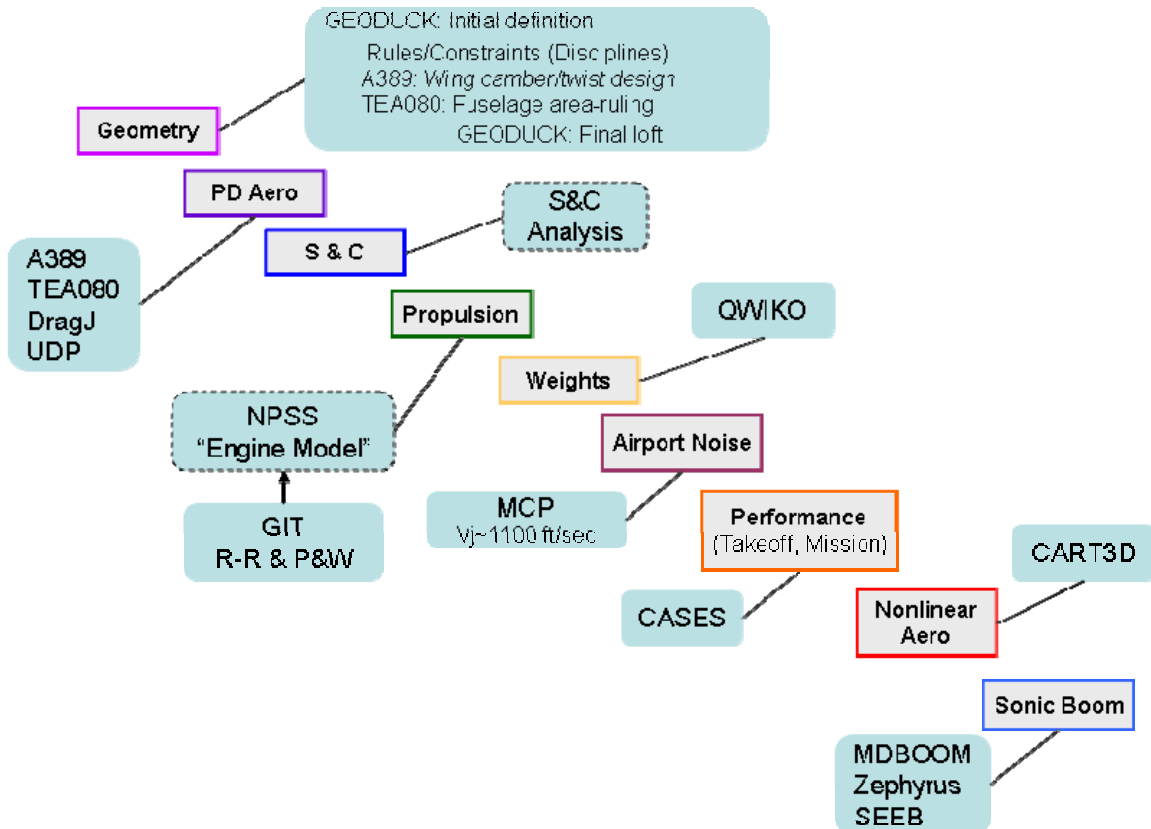 GEODUCK: Initial definition
Rules/Constraints (Disciplines)
A389: Wing camber/twist design
TEA080: Fuselage area-ruling
GEODUCK: Final loft
Geometry
PD Aero
S&C
Analysis
S & C
A389
TEA080
DragJ
UDP
Propulsion
QWIKO
Weights
NPSS
“Engine Model”
Airport Noise
GIT
R-R & P&W
MCP
Vj~1100 ft/sec
Performance
(Takeoff, Mission)
CART3D
CASES
Nonlinear
Aero
Sonic Boom
MDBOOM
Zephyrus
SEEB